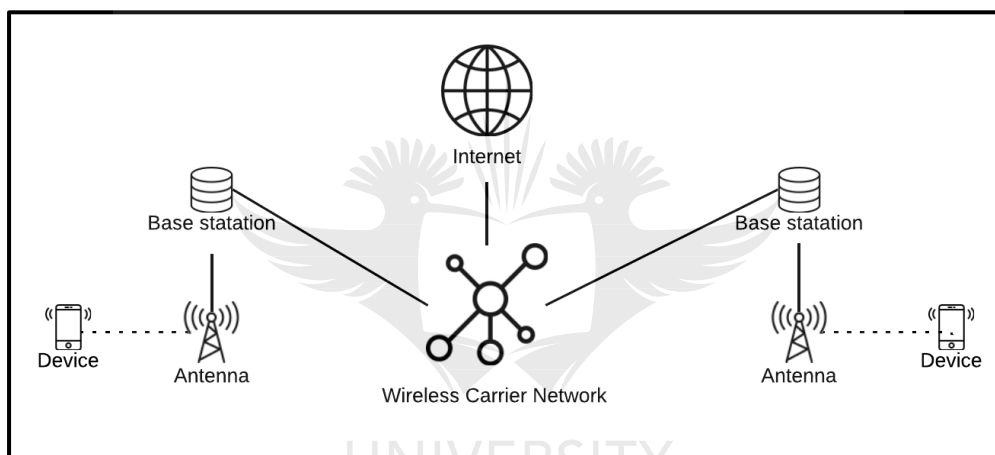 Internet
Base statation
Base statation
Device
Antenna
Wireless Carrier Network
Antenna
Device
UNIVERSITY